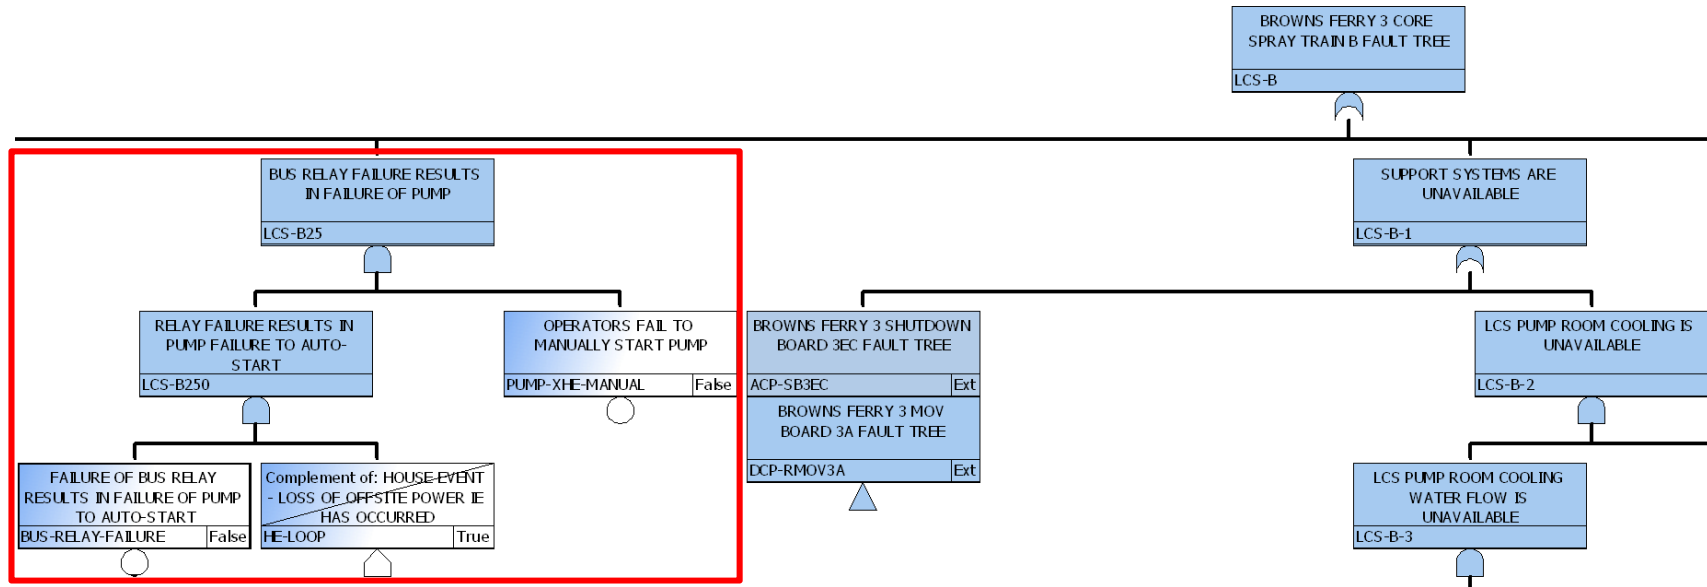 BROWNS FERRY 3 CORE
SPRAY TRAIN B FAULT TREE
LCS-B
BUS RELAY FAILURE RESULTS
IN FAILURE OF PUMP
LCS-B25
SUPPORT SYSTEMS ARE
UNAVAILABLE
LCS-B-1
RELAY FAILURE RESULTS IN
PUMP FAILURE TO AUTO-
START
LCS-B250
OPERATORS FAIL TO
MANUALLY START PUMP
PUMP-XHE-MANUAL False
BROWNS FERRY 3 SHUTDOWN
BOARD 3EC FAULT TREE
ACP-SB3EC Ext
BROWNS FERRY 3 MOV
BOARD 3A FAULT TREE
DCP-RMOV3A Ext
LCS PUMP ROOM COOLING IS
UNAVAILABLE
LCS-B-2
FAILURE OF BUS RELAY
RESULTS IN FAILURE OF PUMP
TO AUTO-START
BUS-RELAY-FAILURE False
Complement of: HOUSE EVENT
- LOSS OF OFFSITE POWER IE
HAS OCCURRED
HE-LOOP True
LCS PUMP ROOM COOLING
WATER FLOW IS
UNAVAILABLE
LCS-B-3